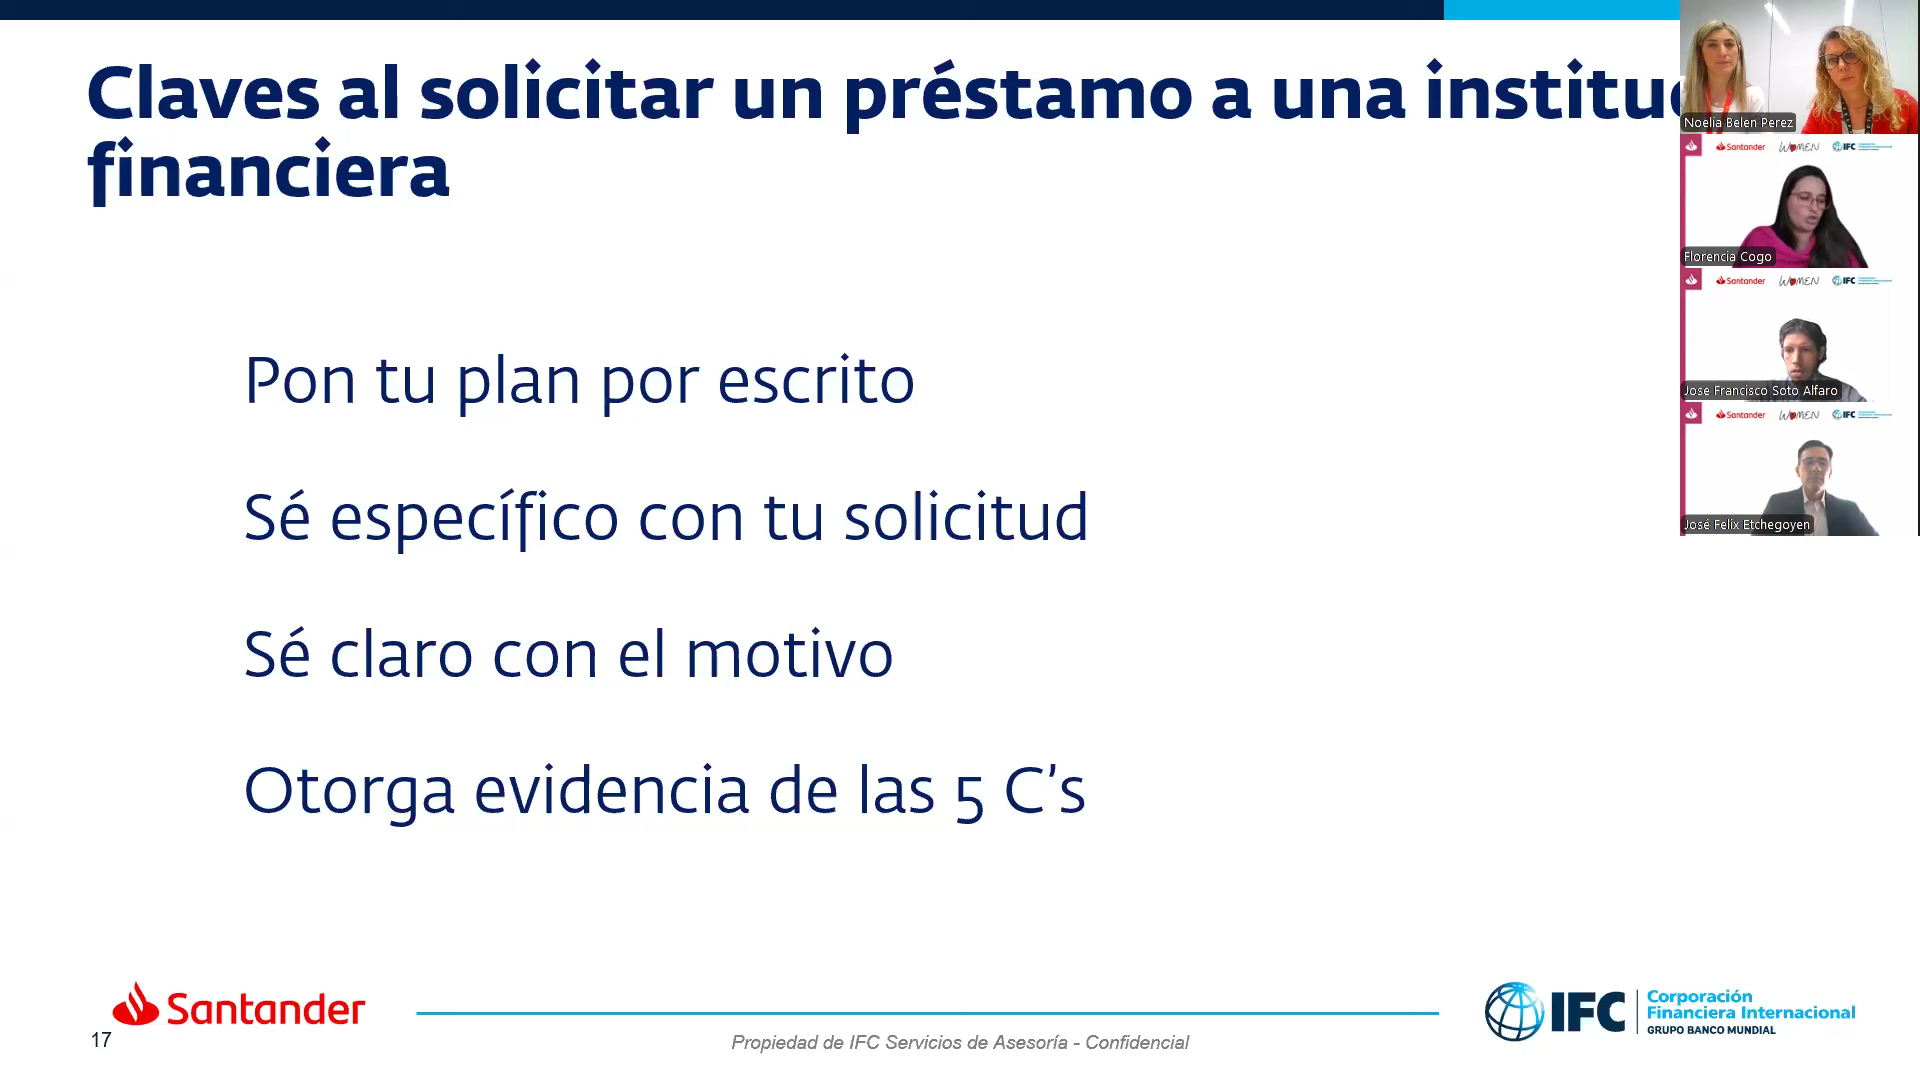 Claves al solicitar un préstamo a una
financiera
Pon tu plan por escrito
Sé específico con tu solicitud
Sé claro con el motivo
Otorga evidencia de las 5 C's
Santander
17
Propiedad de IFC Servicios de Asesoría - Confidencial
IFC
Corporación
Financiera Internacional
GRUPO BANCO MUNDIAL
Noelia Belen Perez
Santander WOMEN IFC
Florencia Cogo
Santander WOMEN IFC
Jose Francisco Soto Alfaro
Santander WOMEN IFC
José Felix Etchegoyen